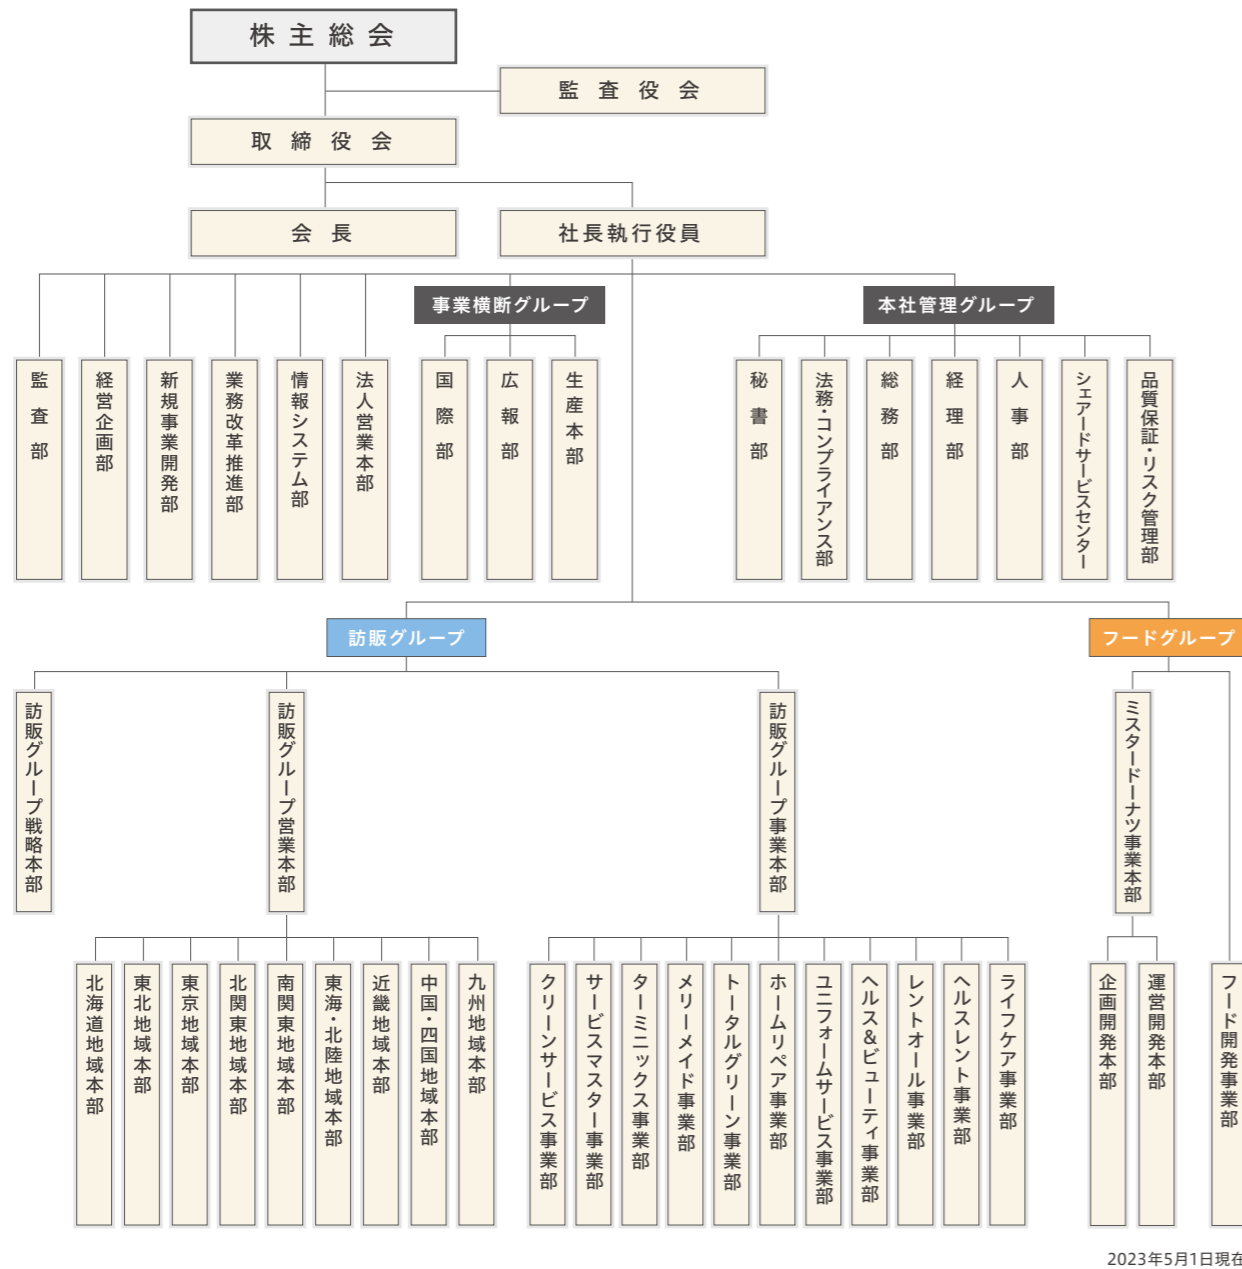 株主総会
監査役会
取締役会
会長
社長執行役員
事業横断グループ
本社管理グループ
監査部
経営企画部
新規事業開発部
業務改革推進部
情報システム部
法人営業本部
国際部
広報部
生産本部
秘書部
法務・コンプライアンス部
総務部
経理部
人事部
シェアードサービスセンター
品質保証・リスク管理部
訪販グループ
フードグループ
訪販グループ戦略本部
訪販グループ営業本部
訪販グループ事業本部
ミスタードーナツ事業本部
北海道地域本部
東北地域本部
東京地域本部
北関東地域本部
南関東地域本部
東海・北陸地域本部
近畿地域本部
中国・四国地域本部
九州地域本部
クリーンサービス事業部
サービスマスター事業部
ターミニックス事業部
メリーメイド事業部
トータルグリーン事業部
ホームリペア事業部
ユニフォームサービス事業部
ヘルス&ビューティ事業部
レントオール事業部
ヘルスレント事業部
ライフケア事業部
企画開発本部
運営開発本部
フード開発事業部
2023年5月1日現在